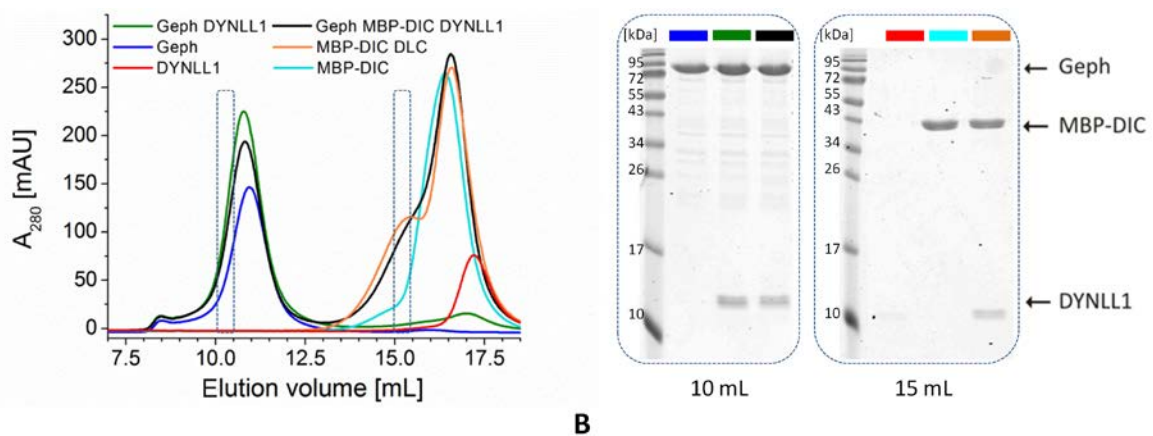 300
250
200
150
100
50
0
A280 [mAU]
Geph DYNLL1
Geph
DYNLL1
Geph MBP-DIC DYNLL1
MBP-DIC DLC
MBP-DIC
7.5 10.0 12.5 15.0 17.5
Elution volume [mL]
[kDa]
95
72
55
43
34
26
17
10
10 mL
[kDa]
95
72
55
43
34
26
17
10
15 mL
Geph
MBP-DIC
DYNLL1
B